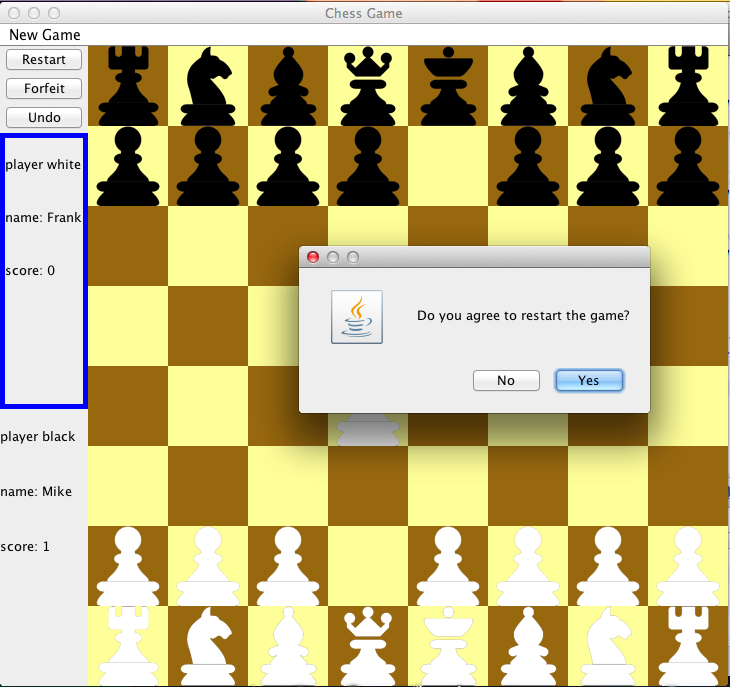 Chess Game
New Game
Restart
Forfeit
Undo
player white
name: Frank
score: 0
player black
name: Mike
score: 1
Do you agree to restart the game?
No
Yes